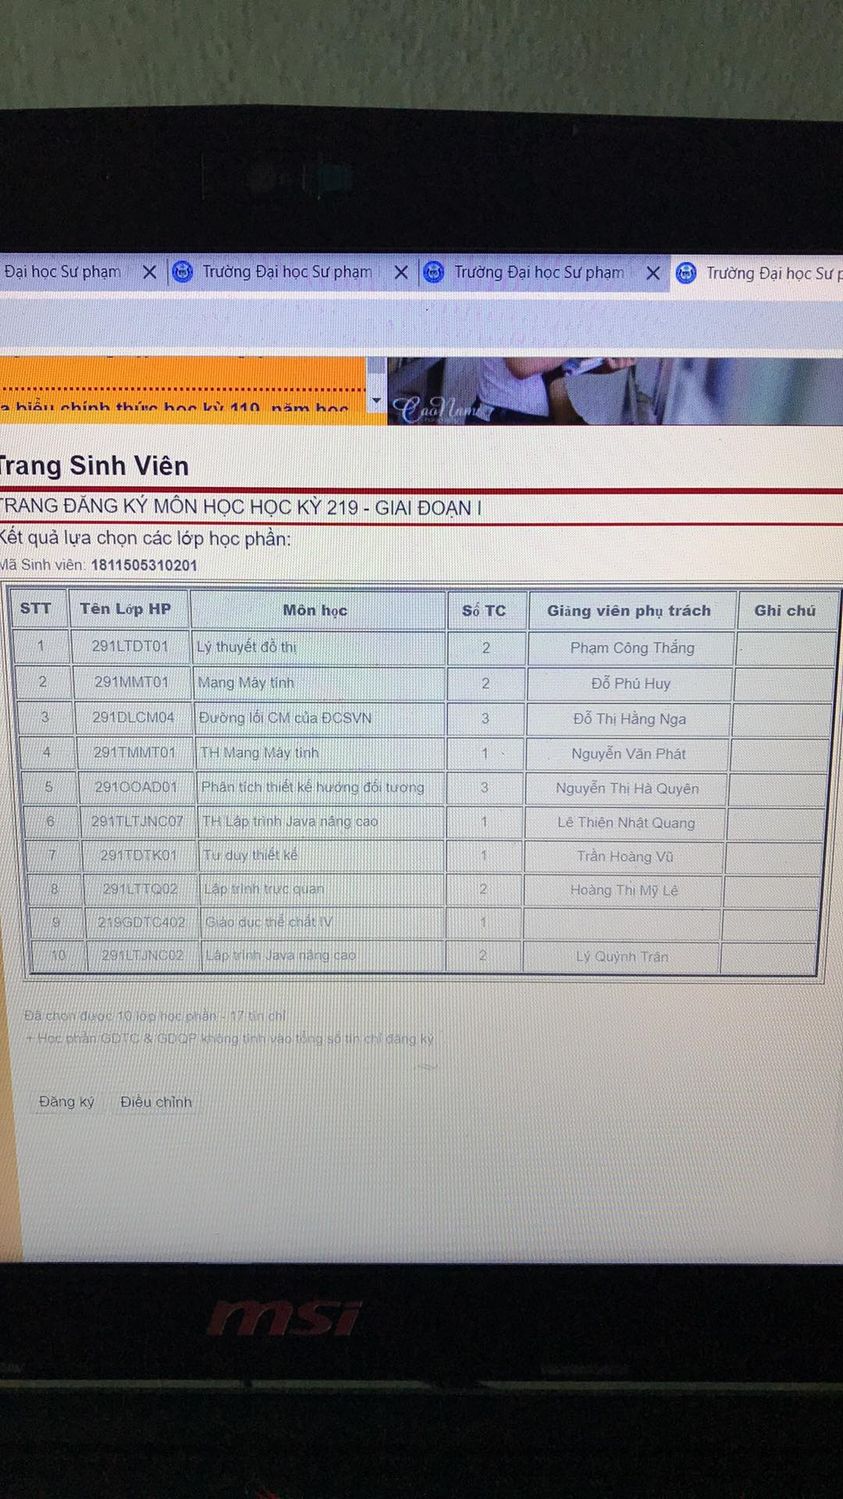 Đại học Sư phạm Trường Đại học Sư phạm Trường Đại học Sư phạm Trường Đại học Sư p
biểu chính thức học kỳ 110, năm học
CaoNam
Trang Sinh Viên
TRANG ĐĂNG KÝ MÔN HỌC HỌC KỲ 219 - GIAI ĐOẠN I
Kết quả lựa chọn các lớp học phần:
Mã Sinh viên: 1811505310201
STT Tên Lớp HP Môn học Số TC Giảng viên phụ trách Ghi chú
1 291LTDT01 Lý thuyết đồ thị 2 Phạm Công Thắng
2 291MMT01 Mạng Máy tính 2 Đỗ Phú Huy
3 291DLCM04 Đường lối CM của ĐCSVN 3 Đỗ Thị Hằng Nga
4 291TMMT01 TH Mạng Máy tính 1 Nguyễn Văn Phát
5 291OOAD01 Phân tích thiết kế hướng đối tượng 3 Nguyễn Thị Hà Quyên
6 291TLTJNC07 TH Lập trình Java nâng cao 1 Lê Thiện Nhật Quang
7 291TDTK01 Tư duy thiết kế 1 Trần Hoàng Vũ
8 291LTTQ02 Lập trình trực quan 2 Hoàng Thị Mỹ Lệ
9 219GDTC402 Giáo dục thể chất IV 1
10 291LTJNC02 Lập trình Java nâng cao 2 Lý Quỳnh Trân
Đã chọn được 10 lớp học phần - 17 tín chỉ
+ Học phần GDTC & GDQP không tính vào tổng số tín chỉ đăng ký
Đăng ký Điều chỉnh
msi